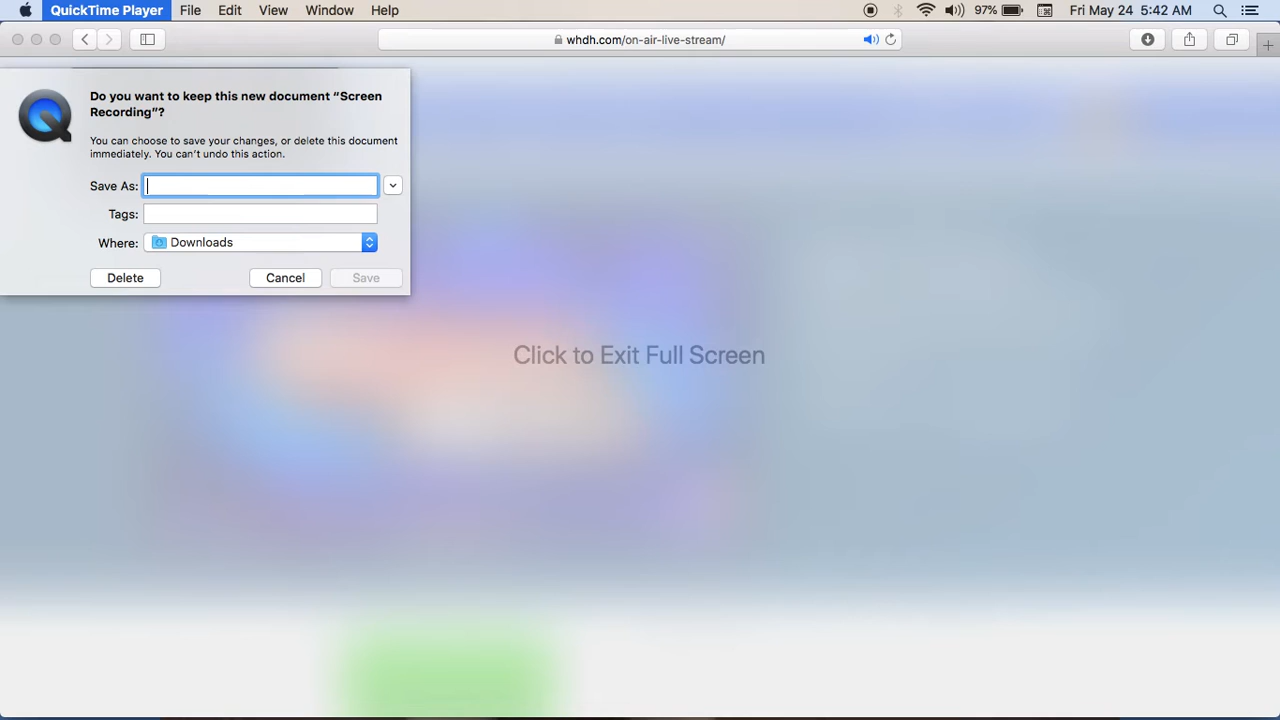 QuickTime Player File Edit View Window Help 97% Fri May 24 5:42 AM
whdh.com/on-air-live-stream/
Do you want to keep this new document “Screen
Recording”?
You can choose to save your changes, or delete this document
immediately. You can’t undo this action.
Save As:
Tags:
Where: Downloads
Delete Cancel Save
Click to Exit Full Screen